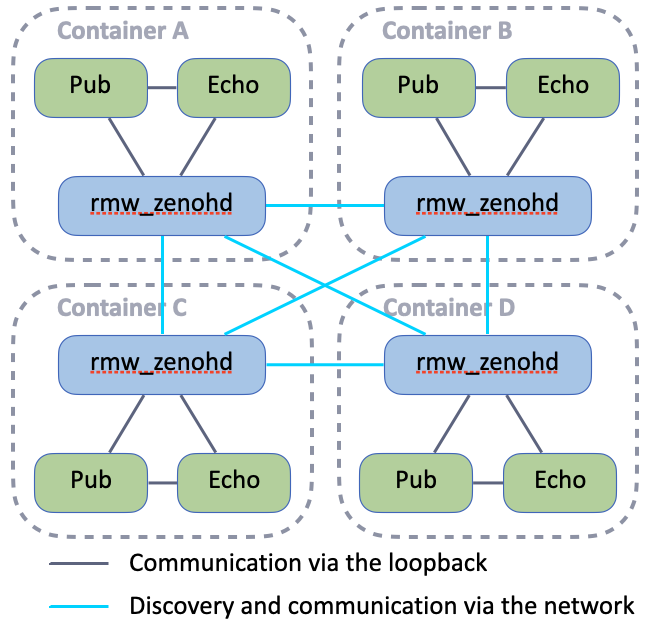 Container A
Container B
Pub
Echo
Pub
Echo
rmw_zenohd
rmw_zenohd
Container C
Container D
rmw_zenohd
rmw_zenohd
Pub
Echo
Pub
Echo
Communication via the loopback
Discovery and communication via the network